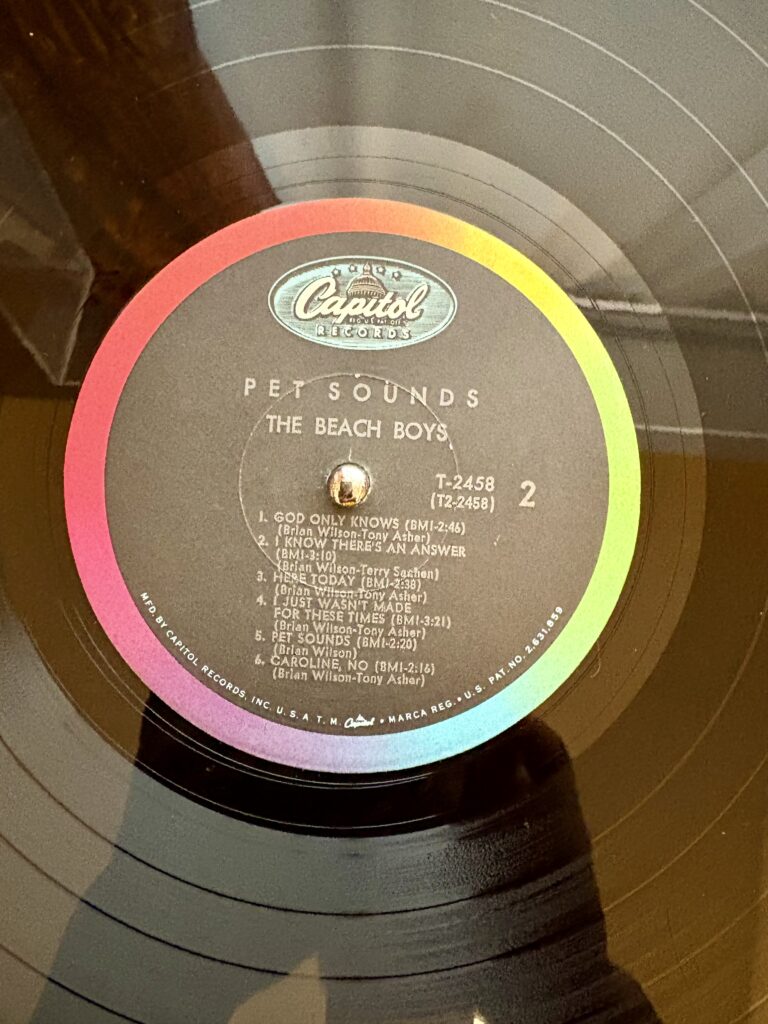 Capitol
REG. U.S. PAT. OFF.
RECORDS
PET SOUNDS
THE BEACH BOYS
T-2458
(T2-2458)
2
1. GOD ONLY KNOWS (BMI-2:46)
(Brian Wilson-Tony Asher)
2. I KNOW THERE'S AN ANSWER
(BMI-3:10)
(Brian Wilson-Terry Sachen)
3. HERE TODAY (BMI-2:38)
(Brian Wilson-Tony Asher)
4. I JUST WASN'T MADE
FOR THESE TIMES (BMI-3:21)
(Brian Wilson-Tony Asher)
5. PET SOUNDS (BMI-2:20)
(Brian Wilson)
6. CAROLINE, NO (BMI-2:16)
(Brian Wilson-Tony Asher)
MFD. BY CAPITOL RECORDS, INC. U. S. A T. M. Capitol • MARCA REG. • U.S. PAT. NO. 2,631,859